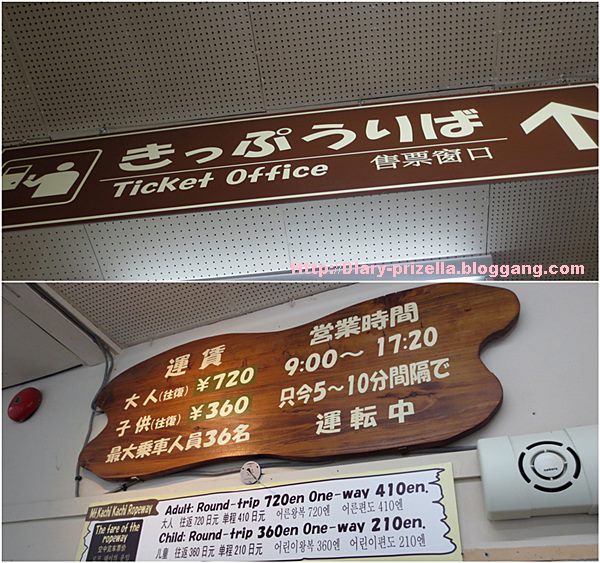 きっぷうりば
Ticket Office 售票窗口
Http://Diary-prizella.bloggang.com
運賃
大人(往復) ¥720
子供(往復) ¥360
最大乗車人員36名
営業時間
9:00〜 17:20
只今5〜10分間隔で
運転中
Mt Kachi Kachi Ropeway
The fare of the
ropeway
空中缆车票价
Adult: Round-trip 720en One-way 410en.
大人 往返 720 日元 单程 410 日元 어른왕복 720엔 어른편도 410엔
Child: Round-trip 360en One-way 210en.
儿童 往返 360 日元 单程 210 日元 어린이왕복 360엔 어린이편도 210엔